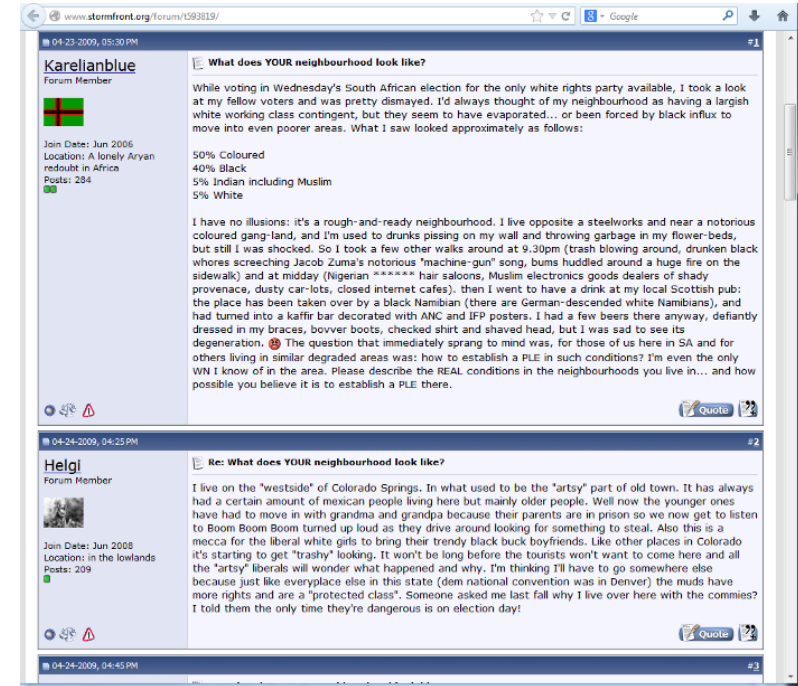 www.stormfront.org/forum/t593819/
Google
04-23-2009, 05:30 PM
#1
Karelianblue
Forum Member
Join Date: Jun 2006
Location: A lonely Aryan
redoubt in Africa
Posts: 284
What does YOUR neighbourhood look like?
While voting in Wednesday's South African election for the only white rights party available, I took a look
at my fellow voters and was pretty dismayed. I'd always thought of my neighbourhood as having a largish
white working class contingent, but they seem to have evaporated... or been forced by black influx to
move into even poorer areas. What I saw looked approximately as follows:
50% Coloured
40% Black
5% Indian including Muslim
5% White
I have no illusions: it's a rough-and-ready neighbourhood. I live opposite a steelworks and near a notorious
coloured gang-land, and I'm used to drunks pissing on my wall and throwing garbage in my flower-beds,
but still I was shocked. So I took a few other walks around at 9.30pm (trash blowing around, drunken black
whores screeching Jacob Zuma's notorious "machine-gun" song, bums huddled around a huge fire on the
sidewalk) and at midday (Nigerian ****** hair saloons, Muslim electronics goods dealers of shady
provenace, dusty car-lots, closed internet cafes). then I went to have a drink at my local Scottish pub:
the place has been taken over by a black Namibian (there are German-descended white Namibians), and
had turned into a kaffir bar decorated with ANC and IFP posters. I had a few beers there anyway, defiantly
dressed in my braces, bovver boots, checked shirt and shaved head, but I was sad to see its
degeneration. The question that immediately sprang to mind was, for those of us here in SA and for
others living in similar degraded areas was: how to establish a PLE in such conditions? I'm even the only
WN I know of in the area. Please describe the REAL conditions in the neighbourhoods you live in... and how
possible you believe it is to establish a PLE there.
Quote
04-24-2009, 04:25 PM
#2
Helgi
Forum Member
Join Date: Jun 2008
Location: in the lowlands
Posts: 209
Re: What does YOUR neighbourhood look like?
I live on the "westside" of Colorado Springs. In what used to be the "artsy" part of old town. It has always
had a certain amount of mexican people living here but mainly older people. Well now the younger ones
have had to move in with grandma and grandpa because their parents are in prison so we now get to listen
to Boom Boom Boom turned up loud as they drive around looking for something to steal. Also this is a
mecca for the liberal white girls to bring their trendy black buck boyfriends. Like other places in Colorado
it's starting to get "trashy" looking. It won't be long before the tourists won't want to come here and all
the "artsy" liberals will wonder what happened and why. I'm thinking I'll have to go somewhere else
because just like everyplace else in this state (dem national convention was in Denver) the muds have
more rights and are a "protected class". Someone asked me last fall why I live over here with the commies?
I told them the only time they're dangerous is on election day!
Quote
04-24-2009, 04:45 PM
#3